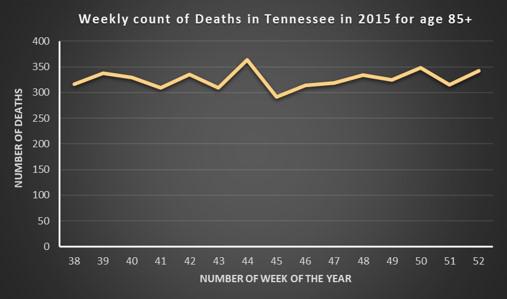 Weekly count of Deaths in Tennessee in 2015 for age 85+
400
350
300
250
200
150
100
50
0
NUMBER OF DEATHS
38 39 40 41 42 43 44 45 46 47 48 49 50 51 52
NUMBER OF WEEK OF THE YEAR